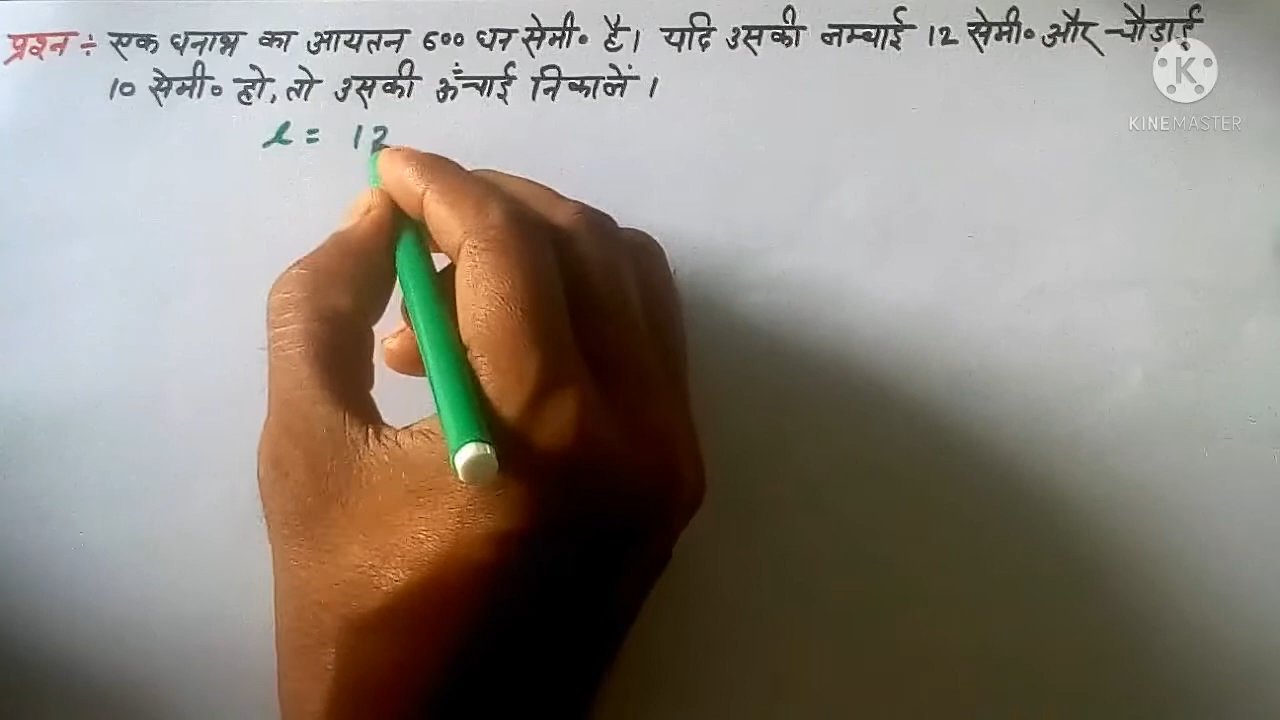 प्रश्न ÷ एक घनाभ का आयतन 600 घन सेमी॰ है। यदि उसकी लम्बाई 12 सेमी॰ और चौड़ाई
10 सेमी॰ हो, तो उसकी ऊँचाई निकालें।
l = 12
K
KINEMASTER